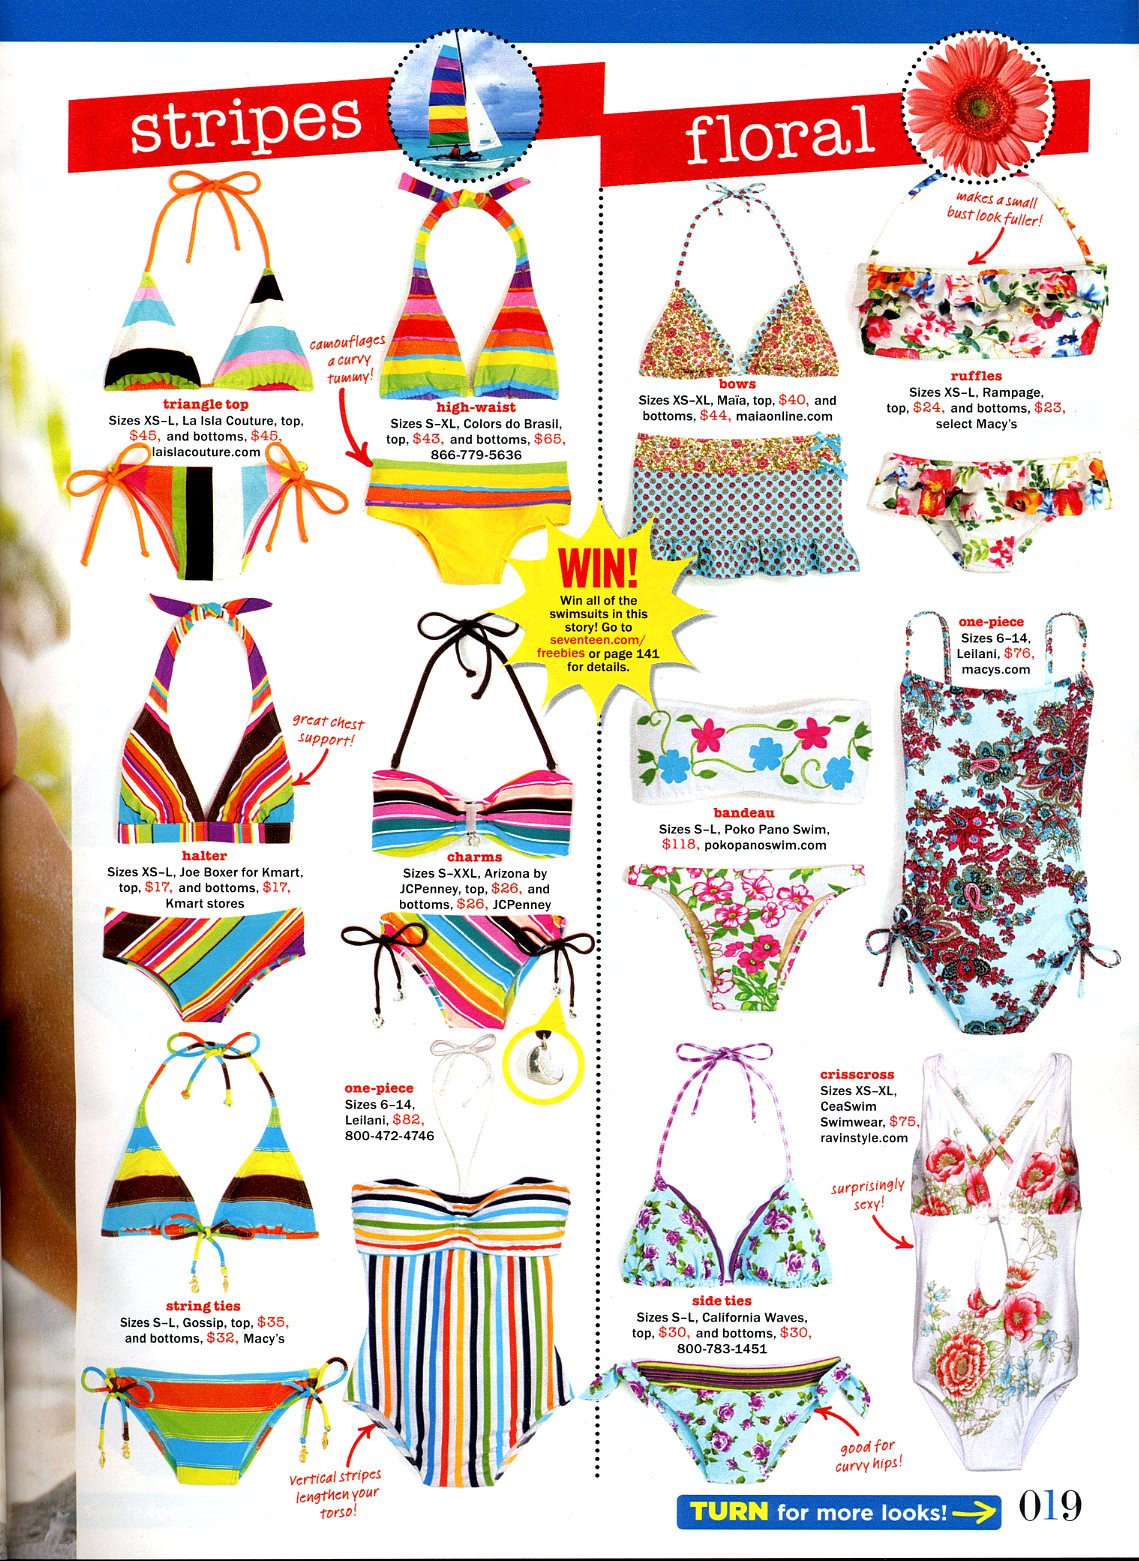 stripes
triangle top
Sizes XS–L, La Isla Couture, top,
$45, and bottoms, $45,
laislacouture.com
camouflages
a curvy
tummy!
high-waist
Sizes S–XL, Colors do Brasil,
top, $43, and bottoms, $65,
866-779-5636
halter
Sizes XS–L, Joe Boxer for Kmart,
top, $17, and bottoms, $17,
Kmart stores
great chest
support!
charms
Sizes S–XXL, Arizona by
JCPenney, top, $26, and
bottoms, $26, JCPenney
string ties
Sizes S–L, Gossip, top, $35,
and bottoms, $32, Macy's
one-piece
Sizes 6–14,
Leilani, $82,
800-472-4746
Vertical stripes
lengthen your
torso!
WIN!
Win all of the
swimsuits in this
story! Go to
seventeen.com/
freebies or page 141
for details.
floral
bows
Sizes XS–XL, Maïa, top, $40, and
bottoms, $44, maiaonline.com
makes a small
bust look fuller!
ruffles
Sizes XS–L, Rampage,
top, $24, and bottoms, $23,
select Macy's
bandeau
Sizes S–L, Poko Pano Swim,
$118, pokopanoswim.com
one-piece
Sizes 6–14,
Leilani, $76,
macys.com
side ties
Sizes S–L, California Waves,
top, $30, and bottoms, $30,
800-783-1451
good for
curvy hips!
crisscross
Sizes XS–XL,
CeaSwim
Swimwear, $75,
ravinstyle.com
surprisingly
sexy!
TURN for more looks!
019